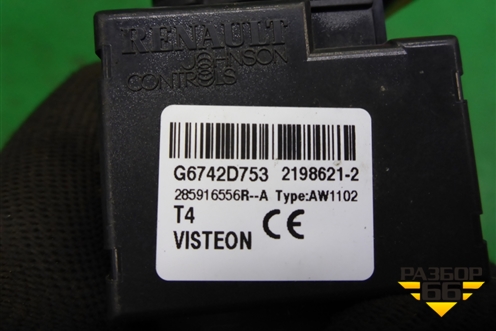 RENAULT
JOHNSON
CONTROLS
G6742D753 2198621-2
285916556R--A Type:AW1102
T4
VISTEON CE
РАЗБОР
66